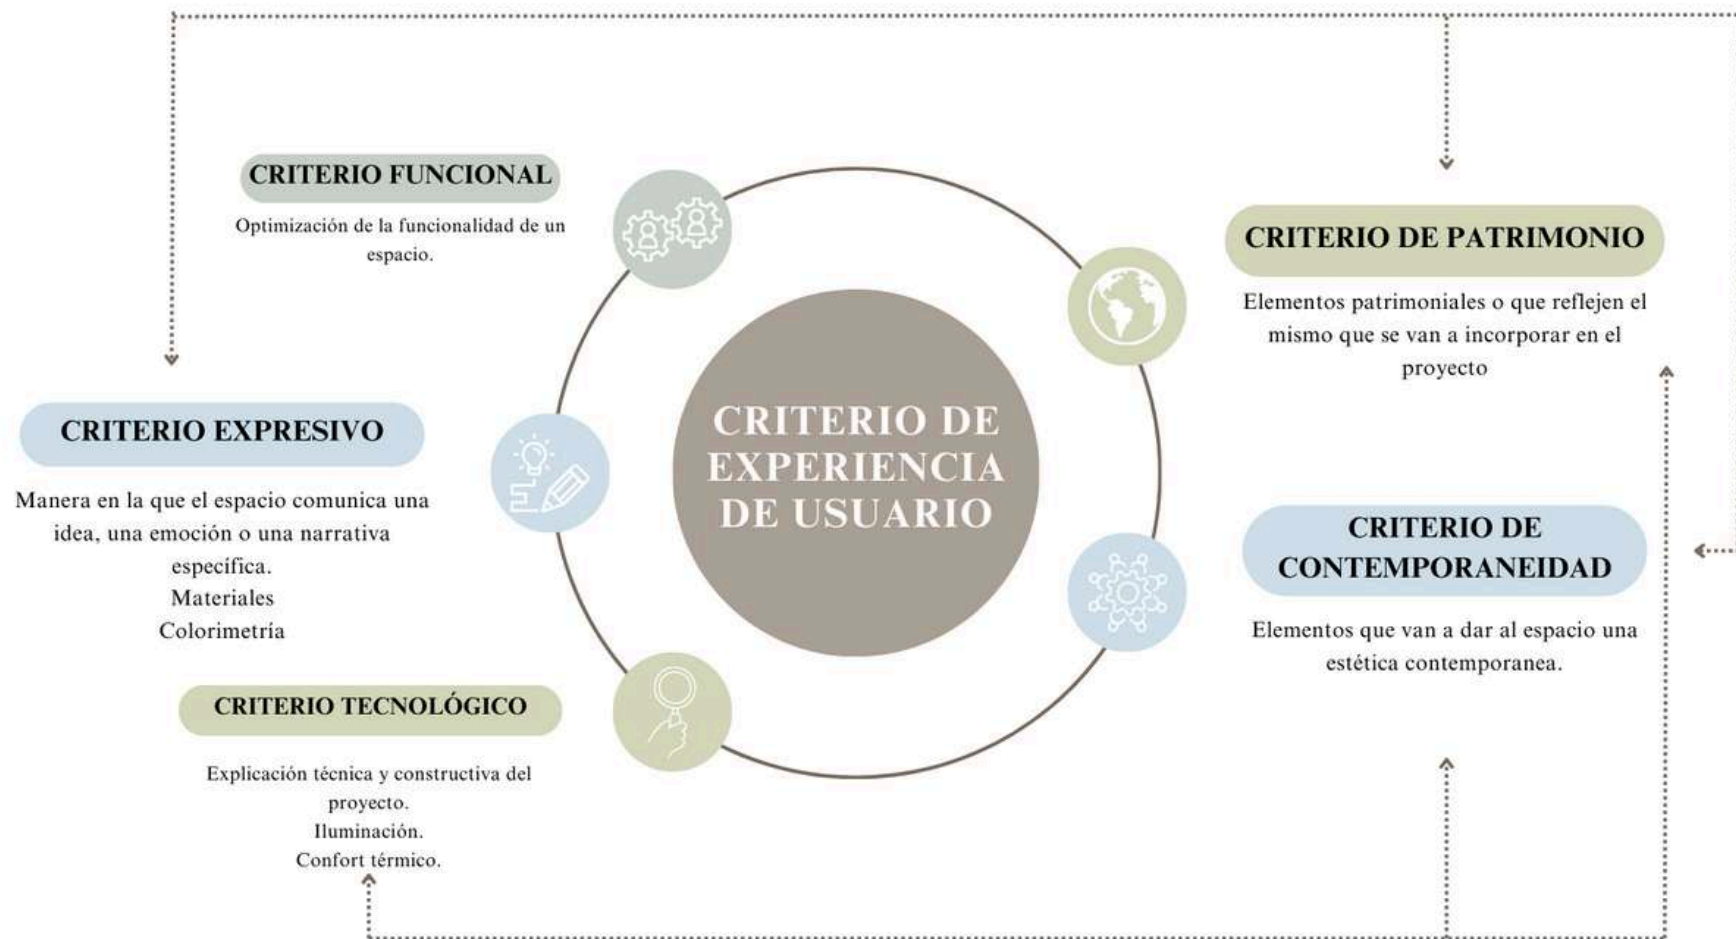 CRITERIO FUNCIONAL
Optimización de la funcionalidad de un
espacio.
CRITERIO EXPRESIVO
Manera en la que el espacio comunica una
idea, una emoción o una narrativa
específica.
Materiales
Colorimetría
CRITERIO TECNOLÓGICO
Explicación técnica y constructiva del
proyecto.
Iluminación.
Confort térmico.
CRITERIO DE
EXPERIENCIA
DE USUARIO
CRITERIO DE PATRIMONIO
Elementos patrimoniales o que reflejen el
mismo que se van a incorporar en el
proyecto
CRITERIO DE
CONTEMPORANEIDAD
Elementos que van a dar al espacio una
estética contemporanea.